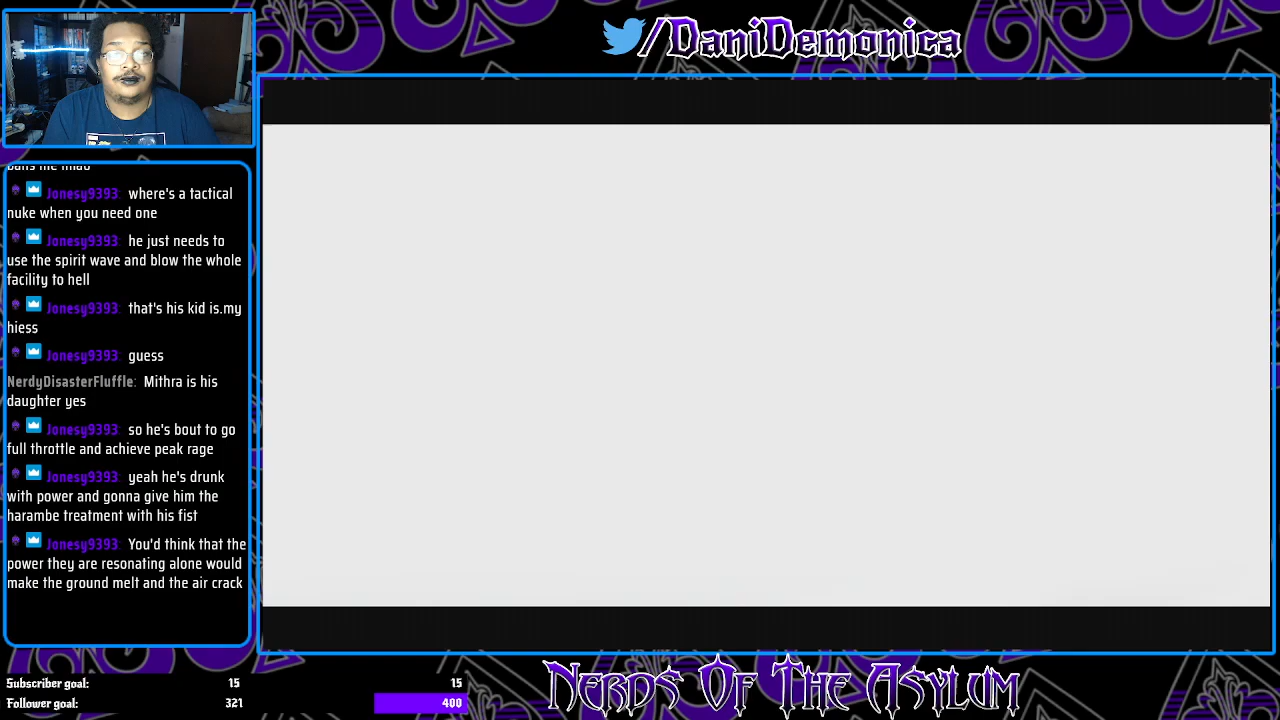 /DaniDemonica
Jonesy9393: where's a tactical
nuke when you need one
Jonesy9393: he just needs to
use the spirit wave and blow the whole
facility to hell
Jonesy9393: that's his kid is.my
hiess
Jonesy9393: guess
NerdyDisasterFluffle: Mithra is his
daughter yes
Jonesy9393: so he's bout to go
full throttle and achieve peak rage
Jonesy9393: yeah he's drunk
with power and gonna give him the
harambe treatment with his fist
Jonesy9393: You'd think that the
power they are resonating alone would
make the ground melt and the air crack
Subscriber goal: 15 15
Follower goal: 321 400
Nerds Of The Asylum